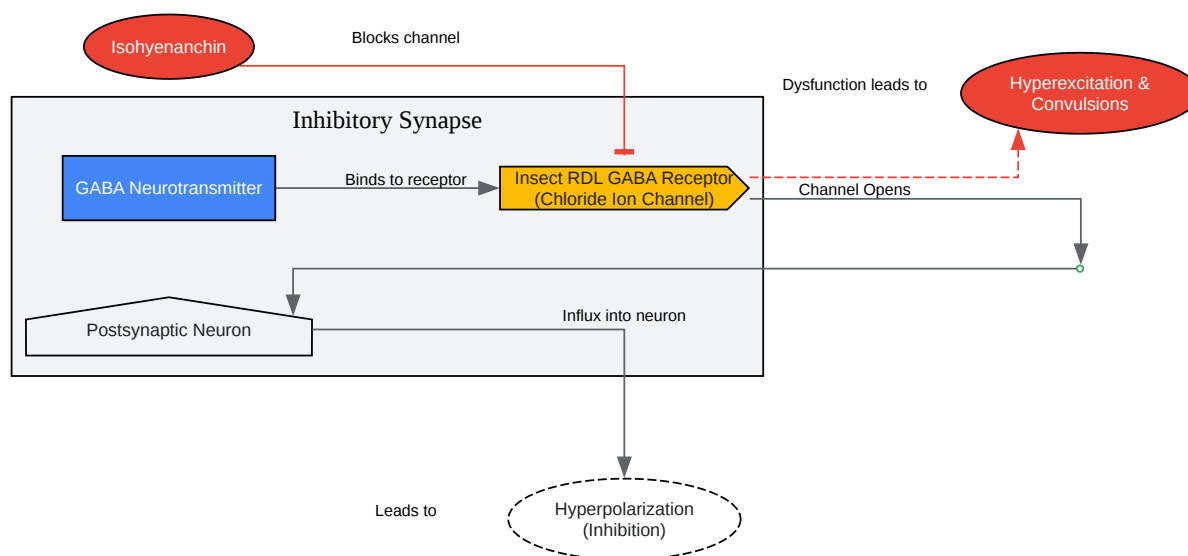 Isohyenanchin
Blocks channel
Dysfunction leads to
Hyperexcitation &
Convulsions
Inhibitory Synapse
GABA Neurotransmitter
Binds to receptor
Insect RDL GABA Receptor
(Chloride Ion Channel)
Channel Opens
Postsynaptic Neuron
Influx into neuron
Leads to
Hyperpolarization
(Inhibition)